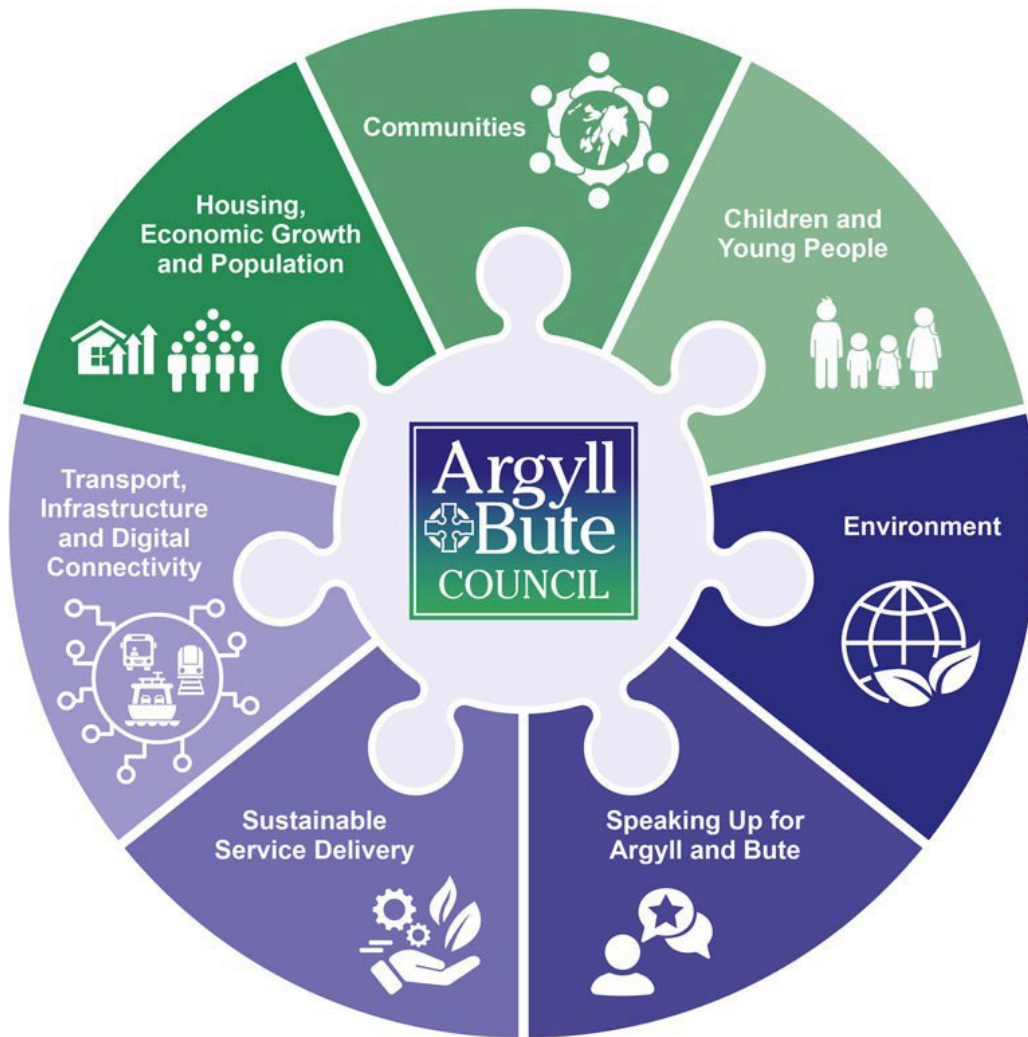 Communities
Children and
Young People
Environment
Speaking Up for
Argyll and Bute
Sustainable
Service Delivery
Transport,
Infrastructure
and Digital
Connectivity
Housing,
Economic Growth
and Population
Argyll
Bute
COUNCIL